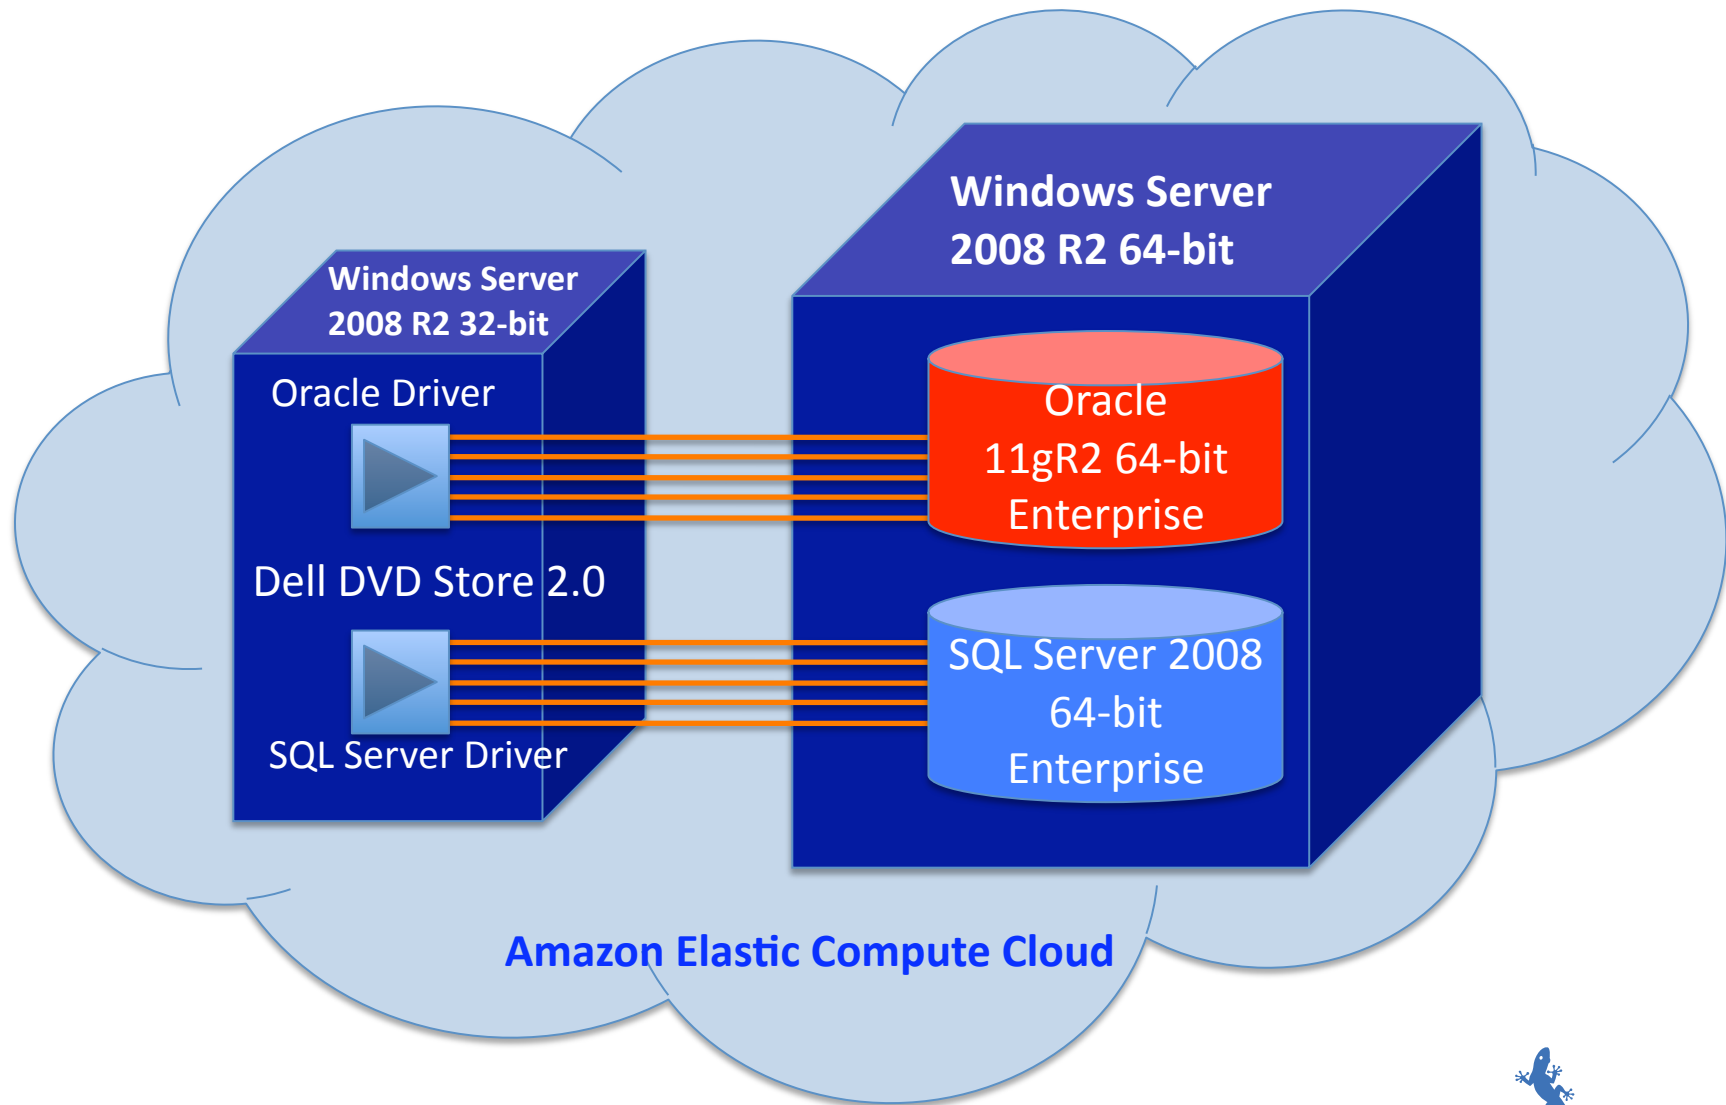 Windows Server
2008 R2 32-bit
Oracle Driver
Dell DVD Store 2.0
SQL Server Driver
Windows Server
2008 R2 64-bit
Oracle
11gR2 64-bit
Enterprise
SQL Server 2008
64-bit
Enterprise
Amazon Elastic Compute Cloud